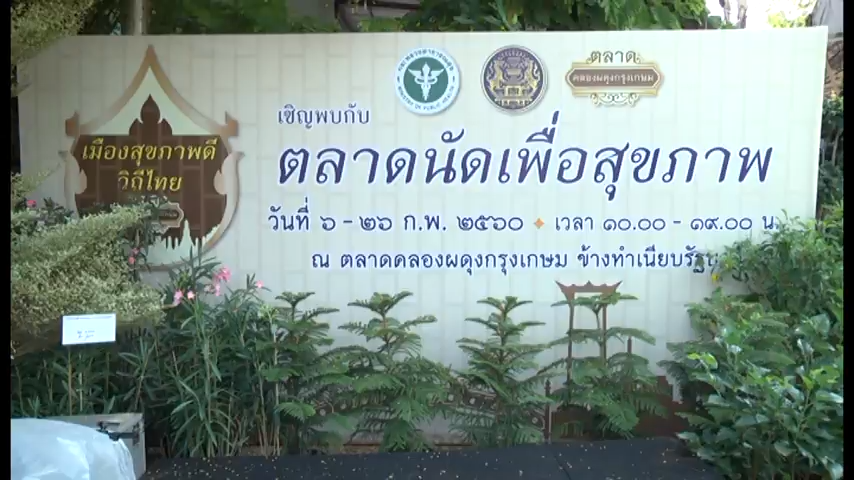 ตลาด
คลองผดุงกรุงเกษม
เชิญพบกับ
ตลาดนัดเพื่อสุขภาพ
เมืองสุขภาพดี
วิถีไทย
วันที่ ๖ - ๒๖ ก.พ. ๒๕๖๐ เวลา ๑๐.๐๐ - ๑๙.๐๐ น.
ณ ตลาดคลองผดุงกรุงเกษม ข้างทำเนียบรัฐบ